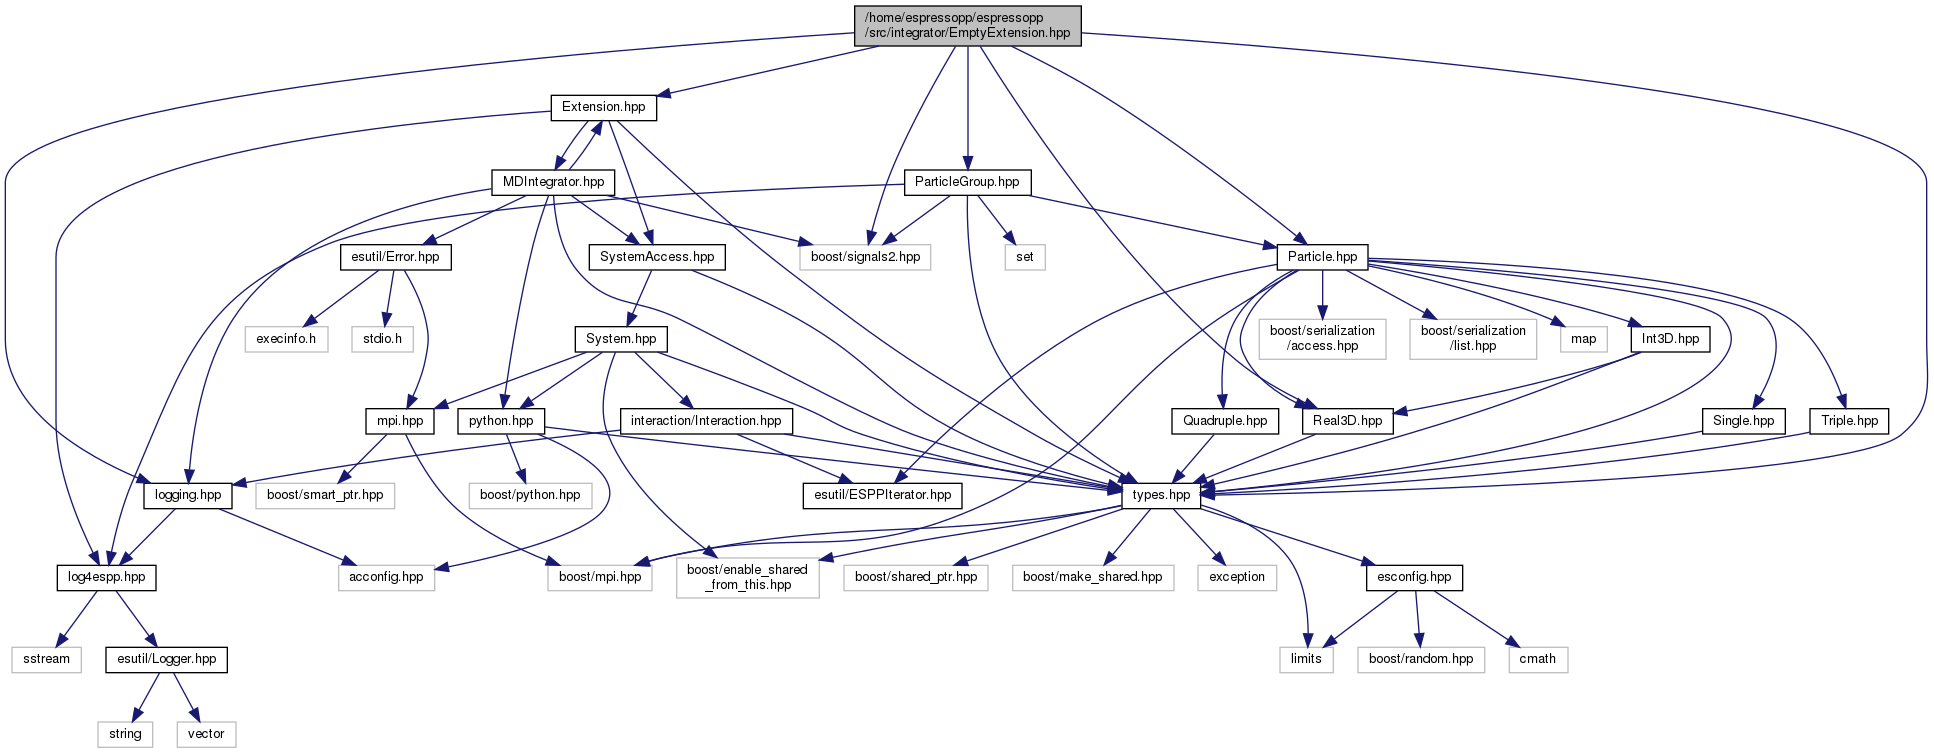 /home/espressopp/espressopp
/src/integrator/EmptyExtension.hpp
Extension.hpp
MDIntegrator.hpp
ParticleGroup.hpp
esutil/Error.hpp
SystemAccess.hpp
boost/signals2.hpp
set
Particle.hpp
execinfo.h
stdio.h
System.hpp
boost/serialization
/access.hpp
boost/serialization
/list.hpp
map
Int3D.hpp
mpi.hpp
python.hpp
interaction/Interaction.hpp
Quadruple.hpp
Real3D.hpp
Single.hpp
Triple.hpp
logging.hpp
boost/smart_ptr.hpp
boost/python.hpp
esutil/ESPPIterator.hpp
types.hpp
log4espp.hpp
acconfig.hpp
boost/mpi.hpp
boost/enable_shared
_from_this.hpp
boost/shared_ptr.hpp
boost/make_shared.hpp
exception
esconfig.hpp
sstream
esutil/Logger.hpp
limits
boost/random.hpp
cmath
string
vector